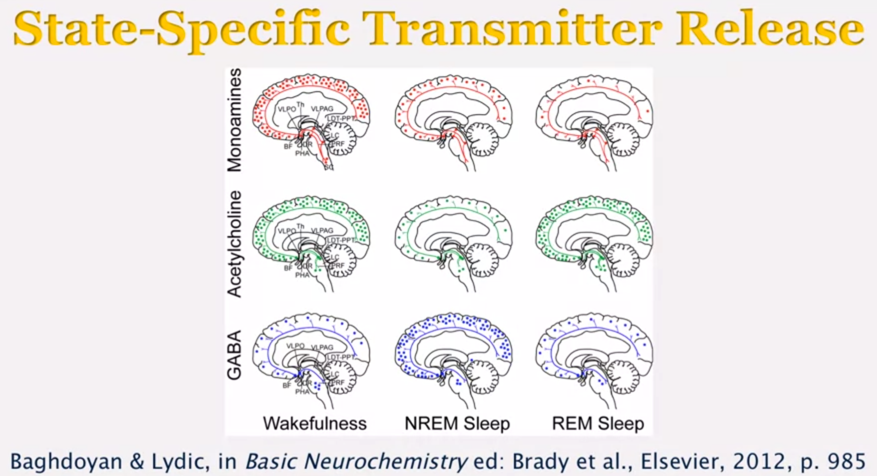 State-Specific Transmitter Release
Monoamines
VLPO Th VLPAG
LDT-PPT
LC
BF PRF
PHA
Acetylcholine
VLPO Th VLPAG
LDT-PPT
LC
BF PRF
PHA
GABA
VLPO VLPAG
LDT-PPT
LC
BF PRF
PHA
Wakefulness NREM Sleep REM Sleep
Baghdoyan & Lydic, in Basic Neurochemistry ed: Brady et al., Elsevier, 2012, p. 985